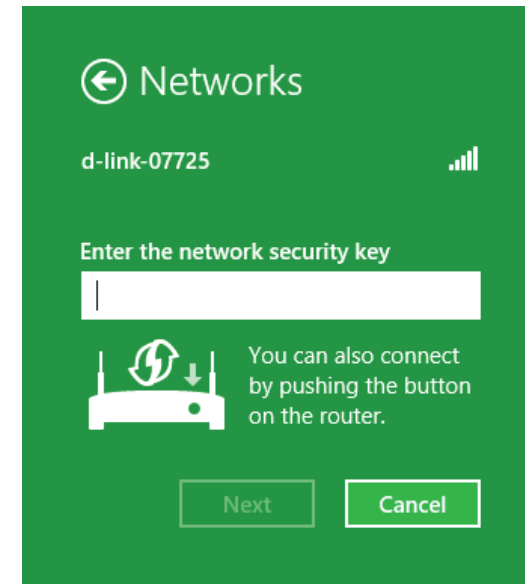 Networks
d-link-07725
Enter the network security key
You can also connect
by pushing the button
on the router.
Next
Cancel